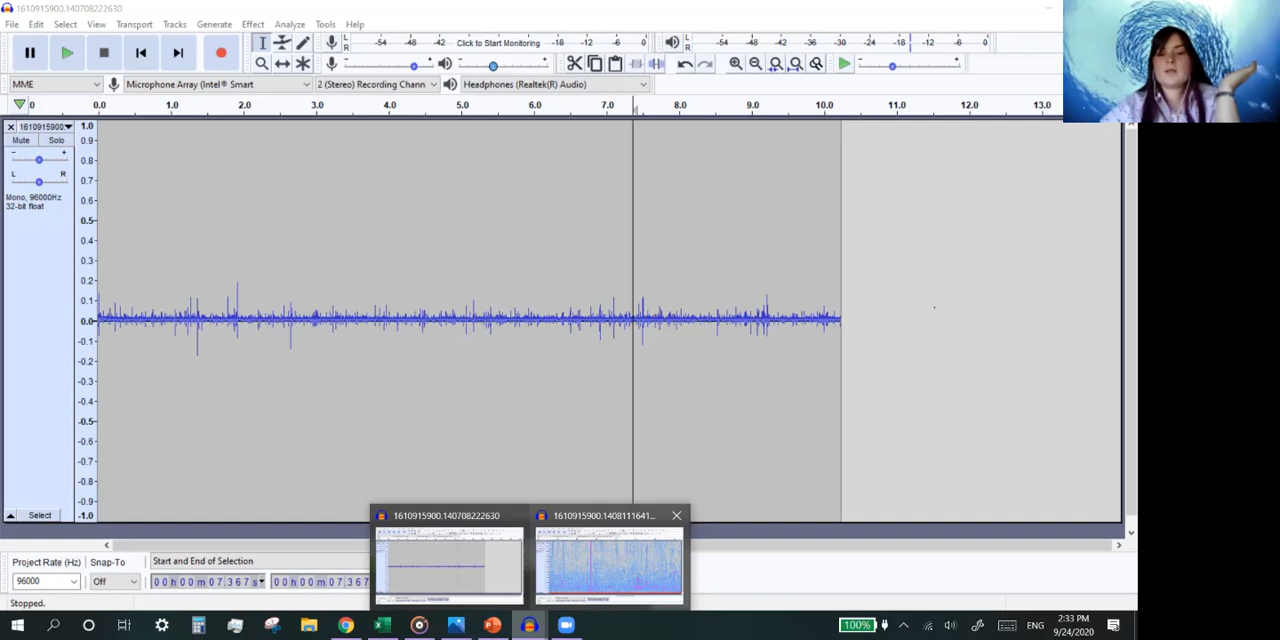 1610915900.140708222630
File Edit Select View Transport Tracks Generate Effect Analyze Tools Help
L R -54 -48 -42 Click to Start Monitoring -18 -12 -6 0 L R -54 -48 -42 -36 -30 -24 -18 -12 -6 0
MME Microphone Array (Intel® Smart 2 (Stereo) Recording Chann Headphones (Realtek(R) Audio)
0 0.0 1.0 2.0 3.0 4.0 5.0 6.0 7.0 8.0 9.0 10.0 11.0 12.0 13.0
1610915900 1.0
Mute Solo 0.9
0.8
L R 0.7
Mono, 96000Hz 0.6
32-bit float
0.5
0.4
0.3
0.2
0.1
0.0
-0.1
-0.2
-0.3
-0.4
-0.5
-0.6
-0.7
-0.8
-0.9
Select -1.0
1610915900.140708222630 1610915900.1408111641...
Project Rate (Hz) Snap-To Start and End of Selection
96000 Off 00h00m07.367s 00h00m07.367
Stopped.
100% ENG 2:33 PM
9/24/2020